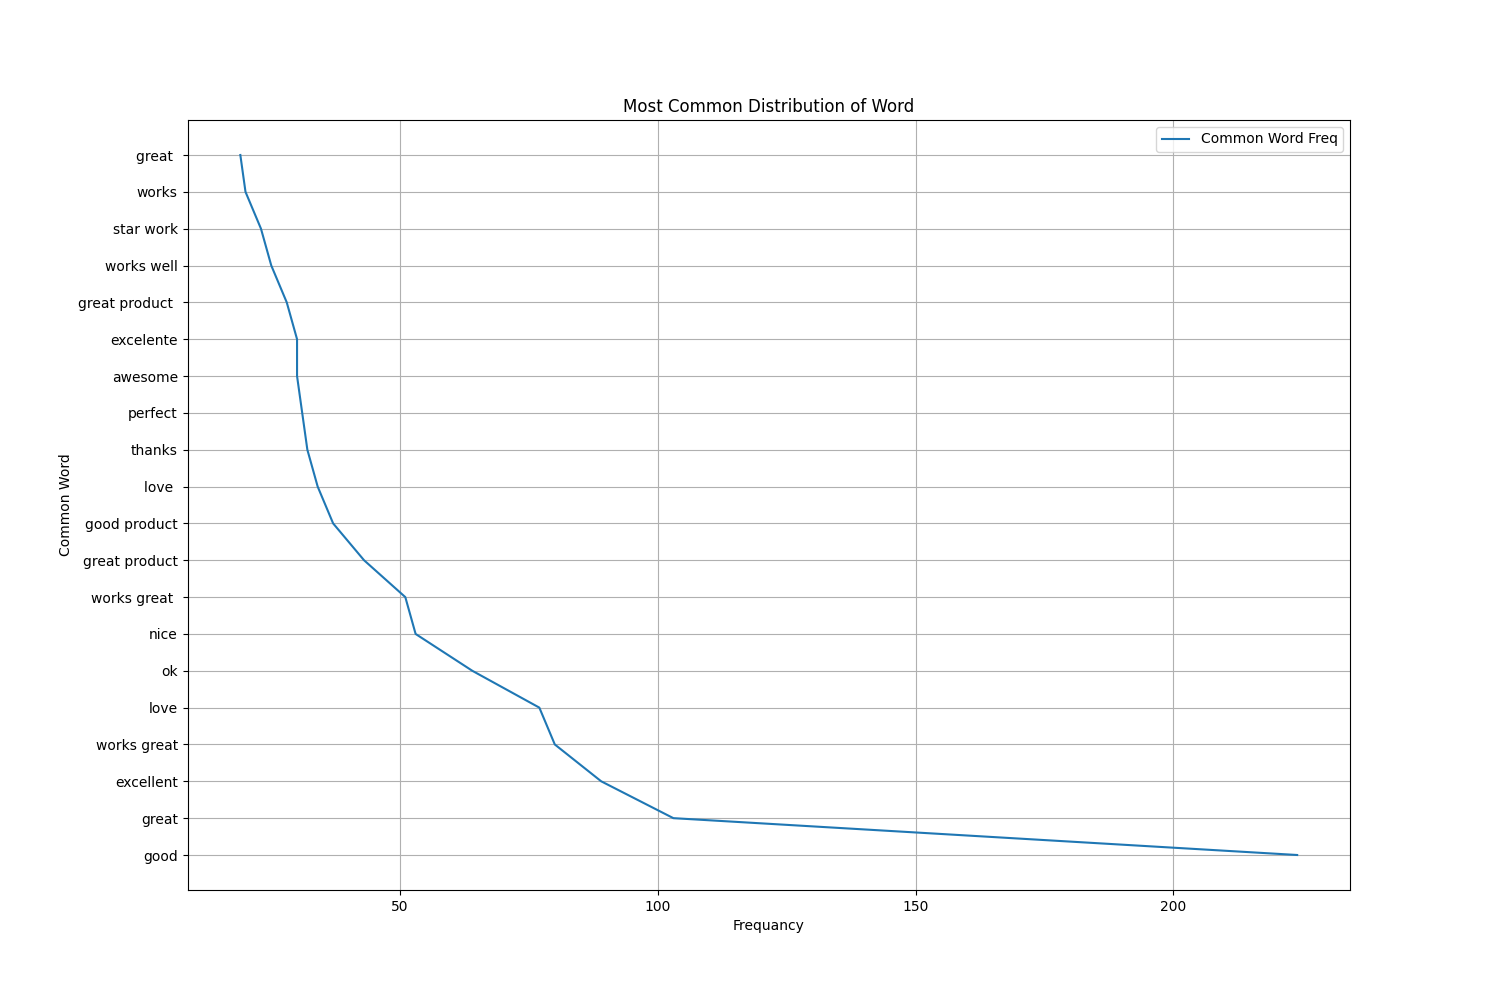 Most Common Distribution of Word
Common Word Freq
great
works
star work
works well
great product
excelente
awesome
perfect
thanks
love
good product
great product
works great
nice
ok
love
works great
excellent
great
good
Common Word
50 100 150 200
Frequancy